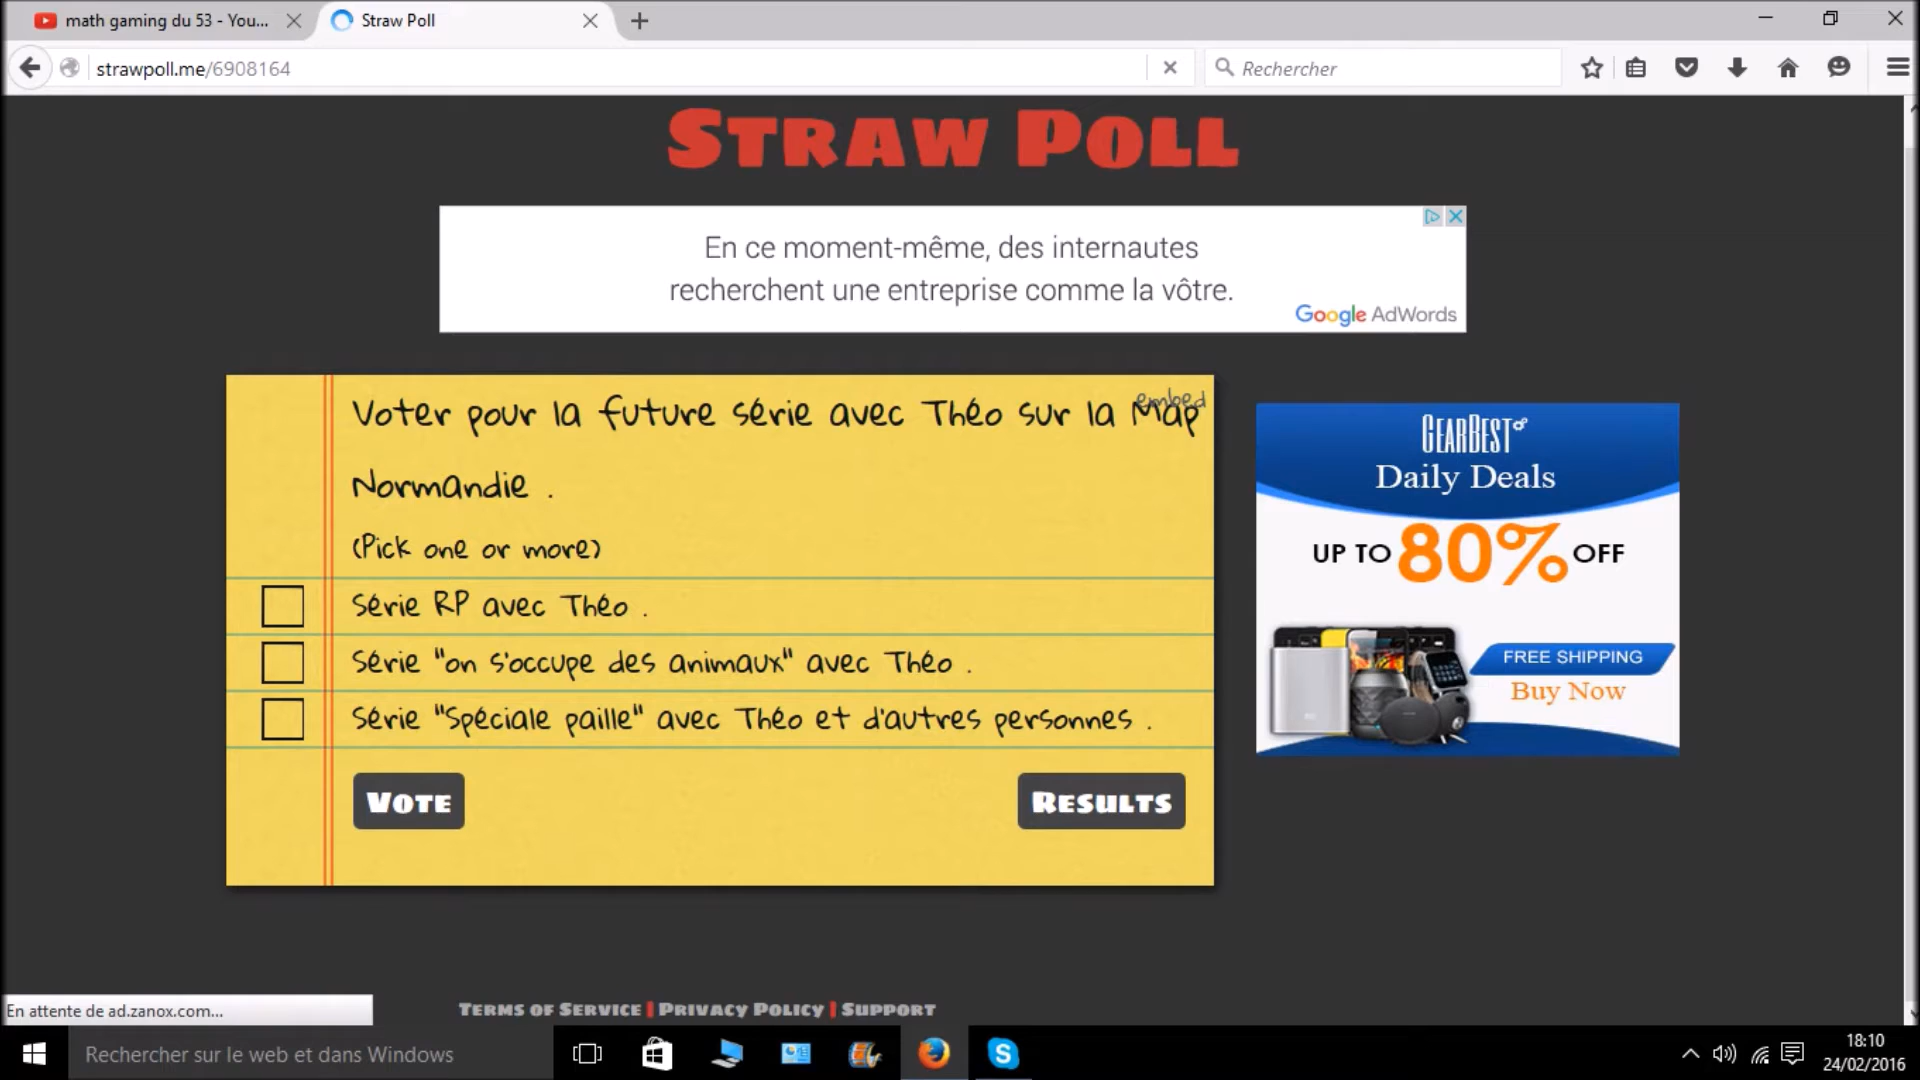 math gaming du 53 - You...
Straw Poll
strawpoll.me/6908164
Rechercher
STRAW POLL
En ce moment-même, des internautes
recherchent une entreprise comme la vôtre.
Google AdWords
embed
Voter pour la future série avec Théo sur la Map
Normandie .
(Pick one or more)
Série RP avec Théo .
Série "on s'occupe des animaux" avec Théo .
Série "Spéciale paille" avec Théo et d'autres personnes .
VOTE
RESULTS
GEARBEST
Daily Deals
UP TO 80% OFF
FREE SHIPPING
Buy Now
En attente de ad.zanox.com...
TERMS OF SERVICE | PRIVACY POLICY | SUPPORT
Rechercher sur le web et dans Windows
18:10
24/02/2016